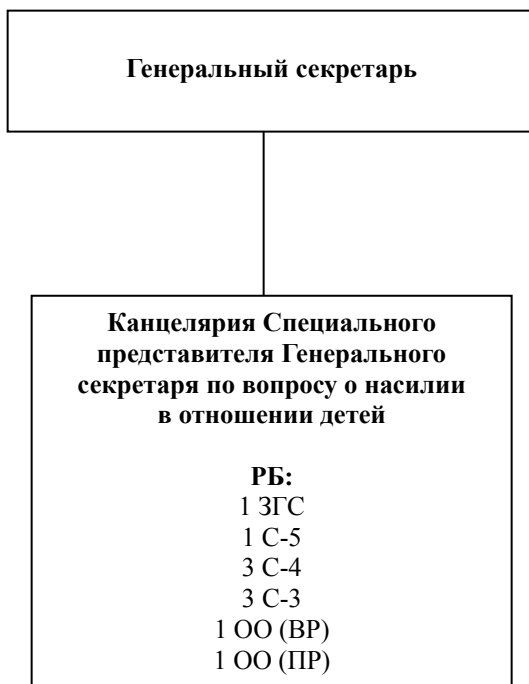 Генеральный секретарь
Канцелярия Специального
представителя Генерального
секретаря по вопросу о насилии
в отношении детей
РБ:
1 ЗГС
1 С-5
3 С-4
3 С-3
1 ОО (ВР)
1 ОО (ПР)